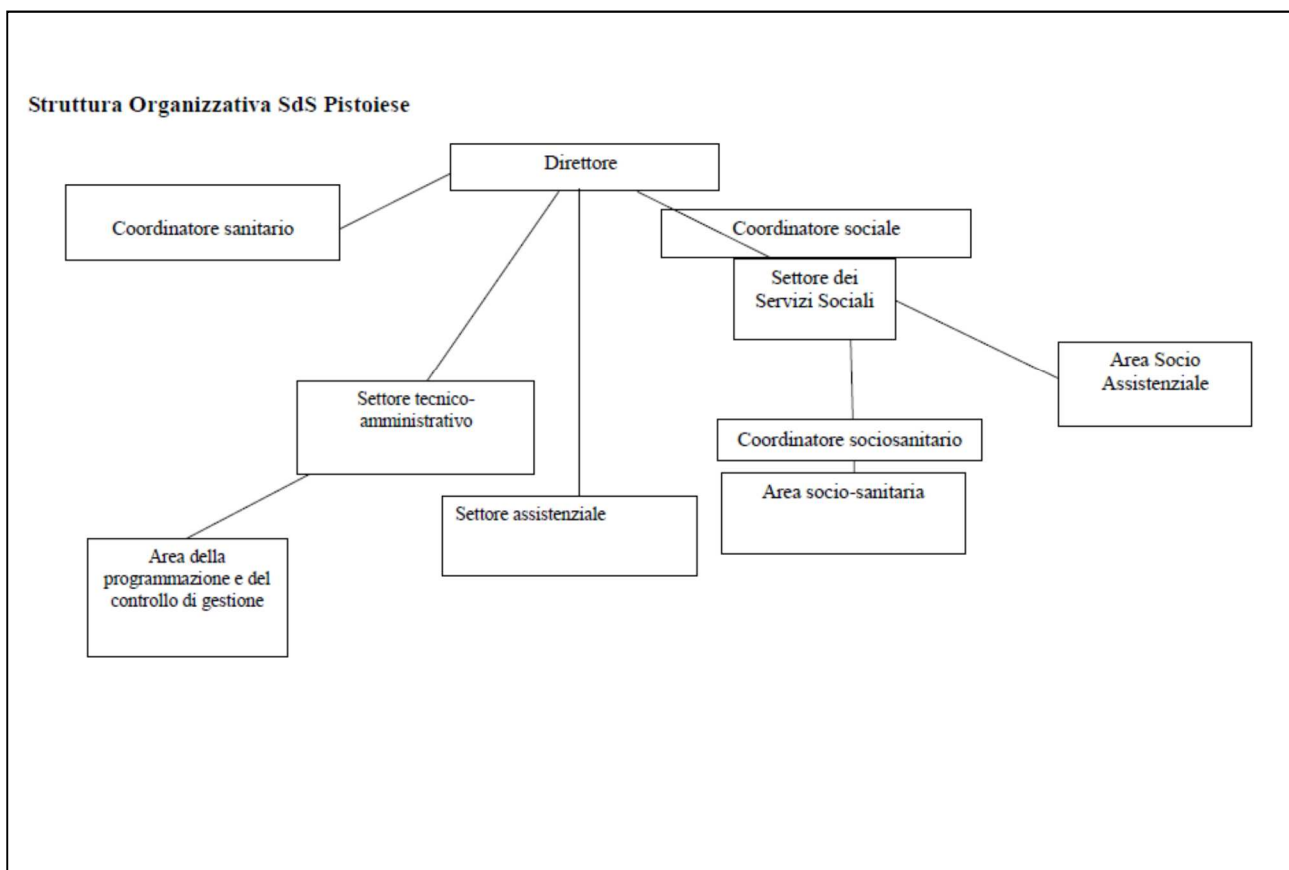 Struttura Organizzativa SdS Pistoiese
Direttore
Coordinatore sanitario
Coordinatore sociale
Settore dei
Servizi Sociali
Area Socio
Assistenziale
Settore tecnico-
amministrativo
Coordinatore sociosanitario
Area socio-sanitaria
Settore assistenziale
Area della
programmazione e del
controllo di gestione